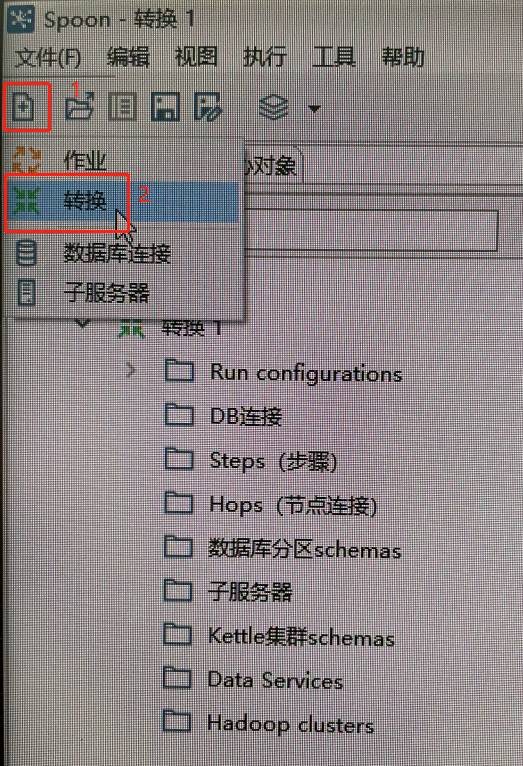 Spoon - 转换 1
文件(F) 编辑 视图 执行 工具 帮助
1
作业
心对象
转换 2
数据库连接
子服务器
转换 1
Run configurations
DB连接
Steps (步骤)
Hops (节点连接)
数据库分区schemas
子服务器
Kettle集群schemas
Data Services
Hadoop clusters